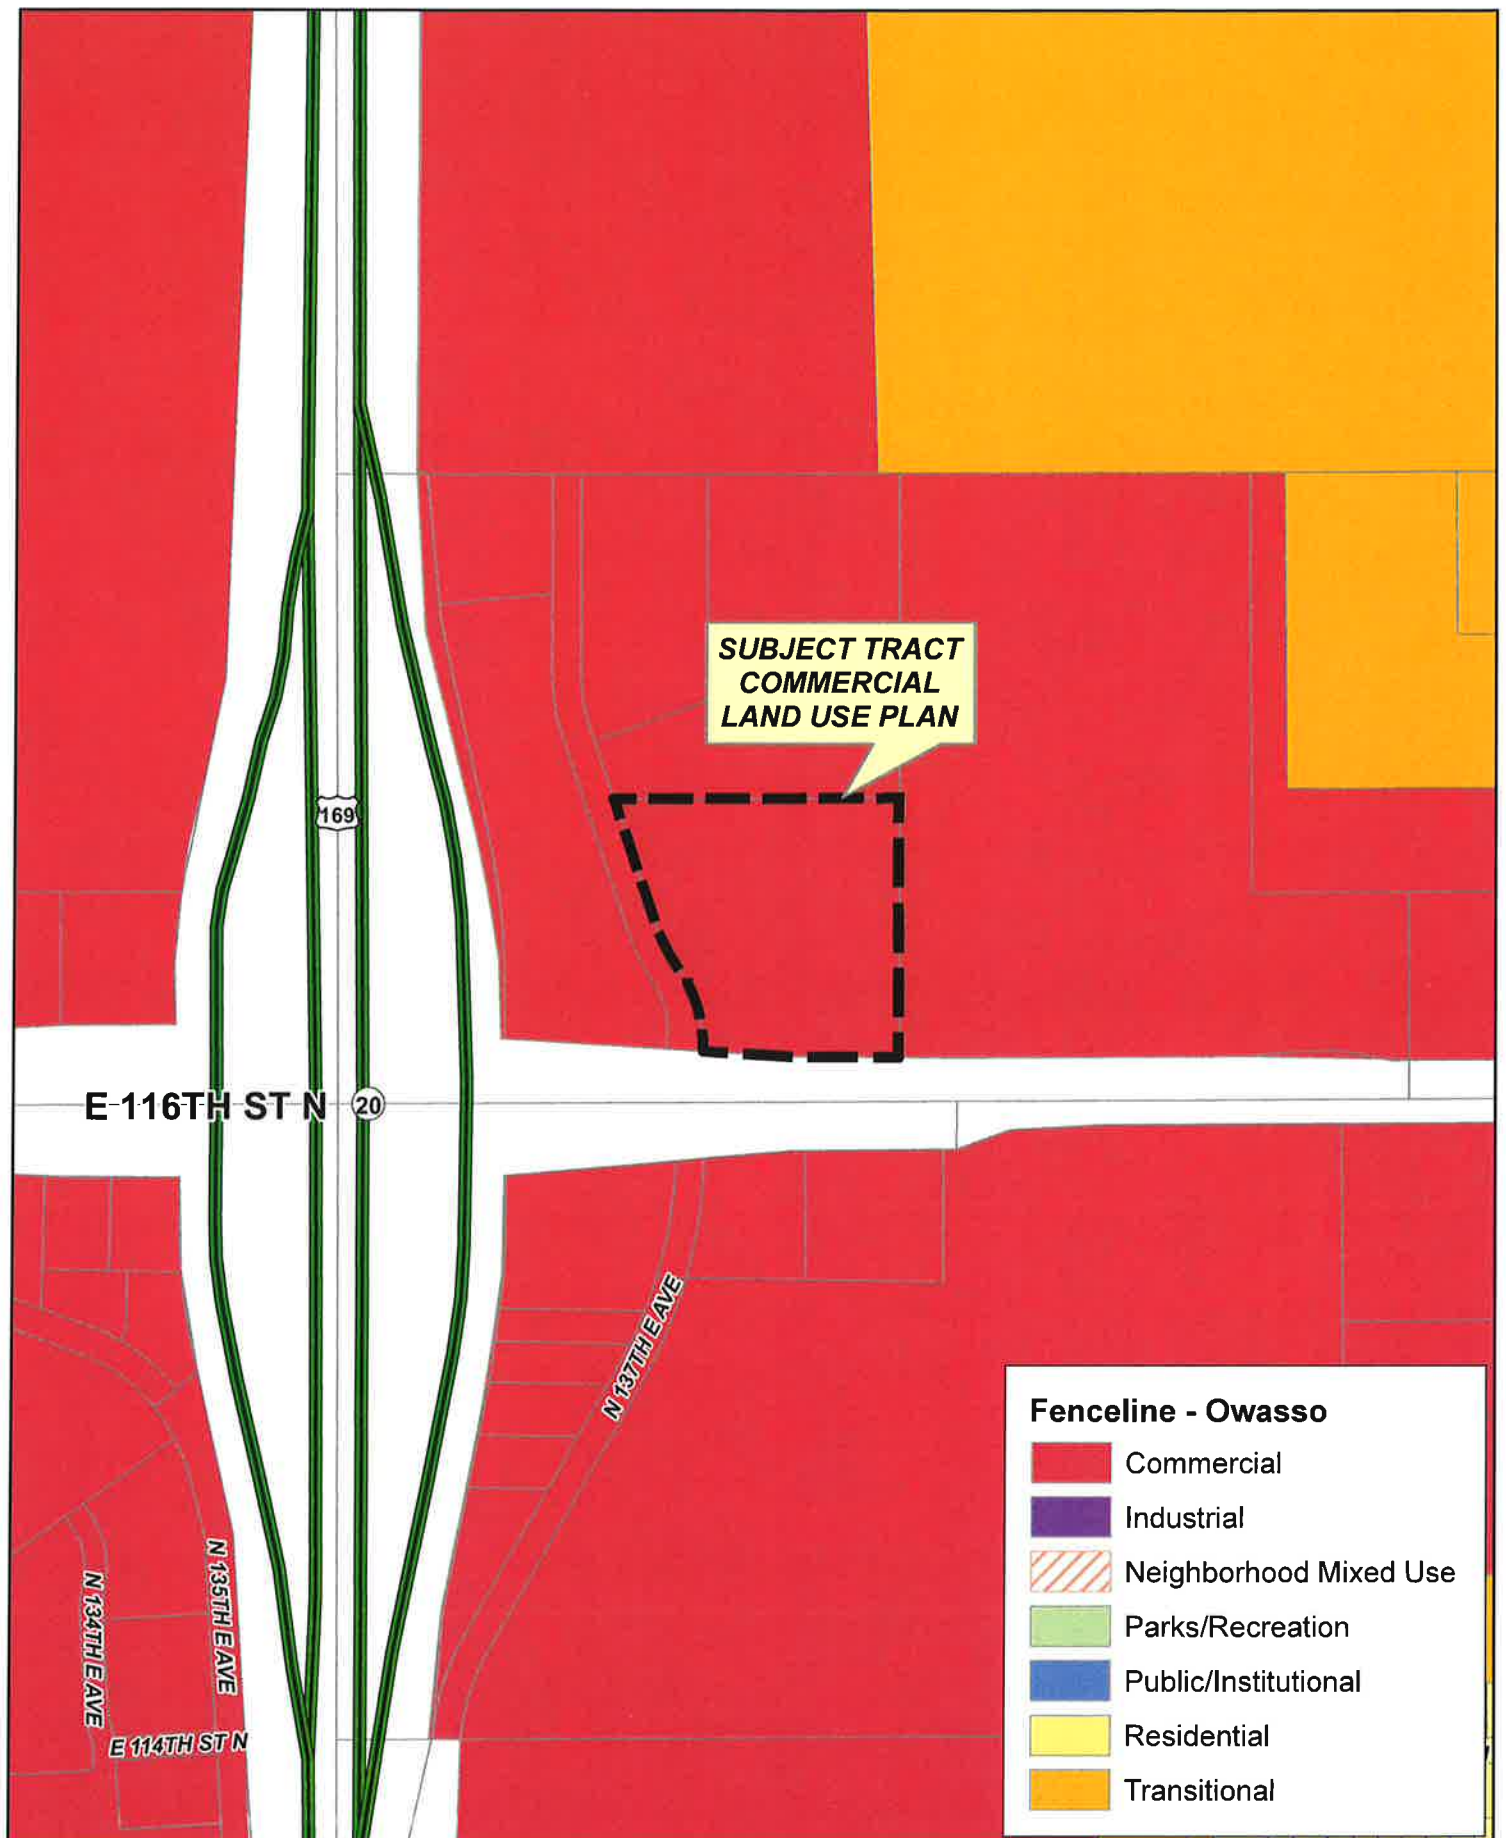 SUBJECT TRACT
COMMERCIAL
LAND USE PLAN
169
E 116TH ST N
20
N 137TH E AVE
N 135TH E AVE
N 134TH E AVE
E 114TH ST N
Fenceline - Owasso
Commercial
Industrial
Neighborhood Mixed Use
Parks/Recreation
Public/Institutional
Residential
Transitional